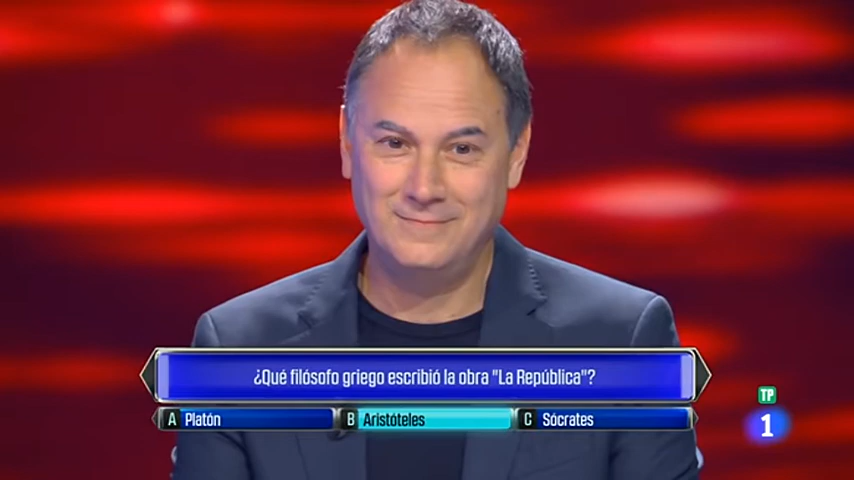 ¿Qué filósofo griego escribió la obra "La República"?
A Platón B Aristóteles C Sócrates
TP
1